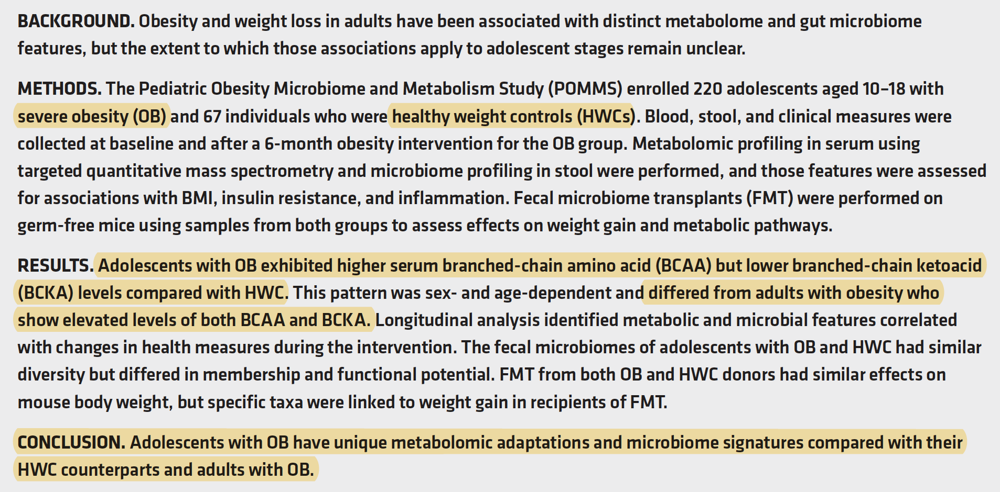 BACKGROUND. Obesity and weight loss in adults have been associated with distinct metabolome and gut microbiome
features, but the extent to which those associations apply to adolescent stages remain unclear.
METHODS. The Pediatric Obesity Microbiome and Metabolism Study (POMMS) enrolled 220 adolescents aged 10–18 with
severe obesity (OB) and 67 individuals who were healthy weight controls (HWCs). Blood, stool, and clinical measures were
collected at baseline and after a 6-month obesity intervention for the OB group. Metabolomic profiling in serum using
targeted quantitative mass spectrometry and microbiome profiling in stool were performed, and those features were assessed
for associations with BMI, insulin resistance, and inflammation. Fecal microbiome transplants (FMT) were performed on
germ-free mice using samples from both groups to assess effects on weight gain and metabolic pathways.
RESULTS. Adolescents with OB exhibited higher serum branched-chain amino acid (BCAA) but lower branched-chain ketoacid
(BCKA) levels compared with HWC. This pattern was sex- and age-dependent and differed from adults with obesity who
show elevated levels of both BCAA and BCKA. Longitudinal analysis identified metabolic and microbial features correlated
with changes in health measures during the intervention. The fecal microbiomes of adolescents with OB and HWC had similar
diversity but differed in membership and functional potential. FMT from both OB and HWC donors had similar effects on
mouse body weight, but specific taxa were linked to weight gain in recipients of FMT.
CONCLUSION. Adolescents with OB have unique metabolomic adaptations and microbiome signatures compared with their
HWC counterparts and adults with OB.